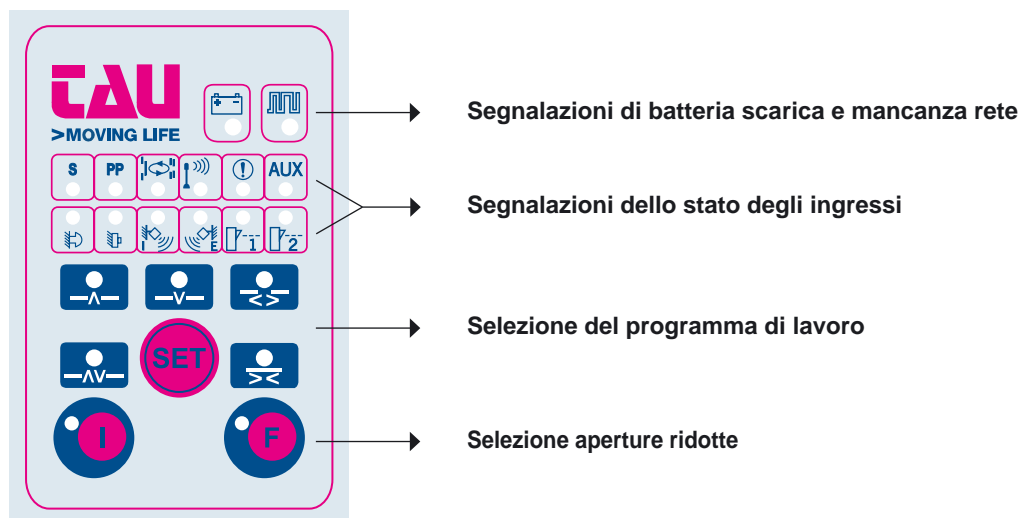 TAU
>MOVING LIFE
Segnalazioni di batteria scarica e mancanza rete
S PP AUX
I E 1 2
Segnalazioni dello stato degli ingressi
SET
Selezione del programma di lavoro
I F
Selezione aperture ridotte